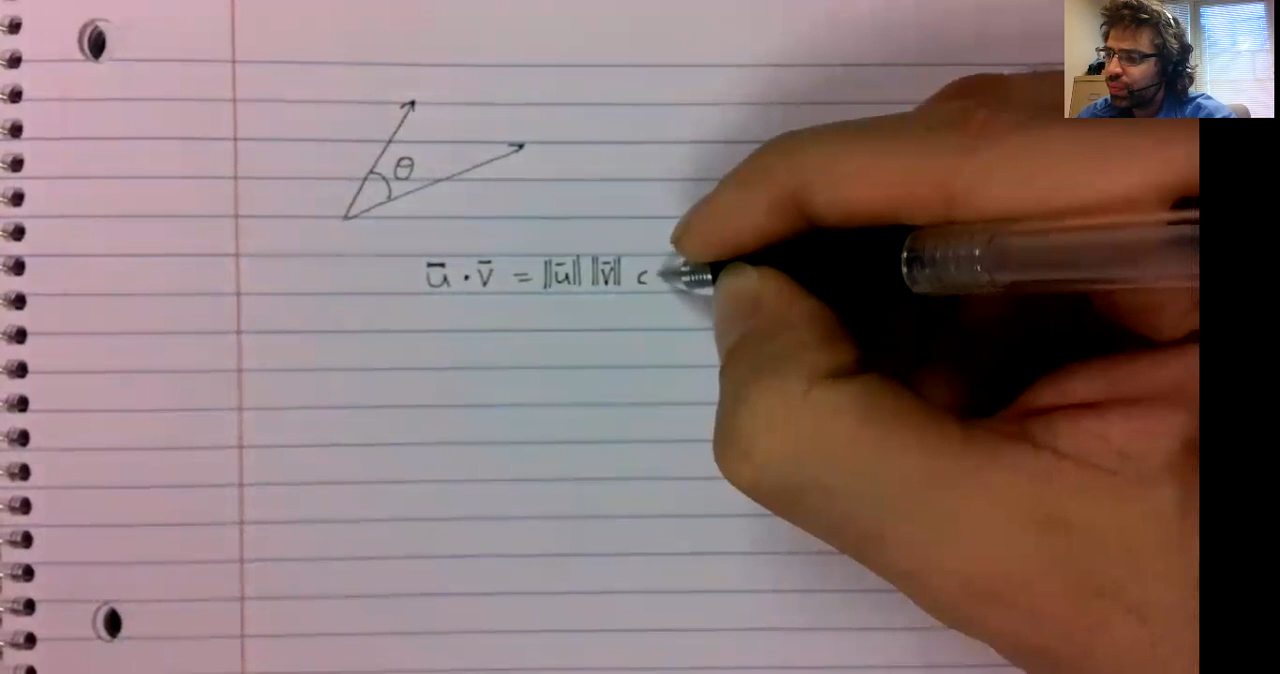 θ
ū · v̄ = ‖ū‖ ‖v̄‖ c